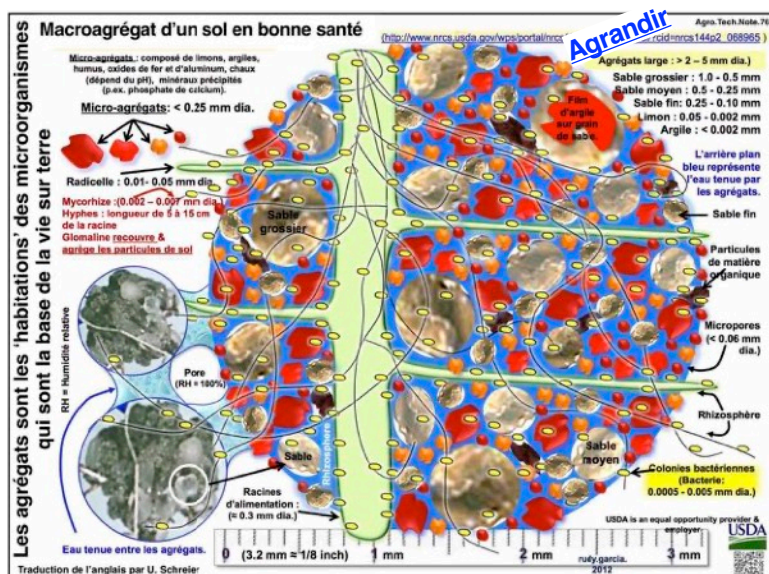 Macroagrégat d'un sol en bonne santé
Agro.Tech.Note.76
Agrandir
Les agrégats sont les 'habitations' des microorganismes
qui sont la base de la vie sur terre
Micro-agrégats: composé de limons, argiles,
humus, oxides de fer et d'aluminum, chaux
(dépend du pH), minéraux précipités
(p.ex. phosphate de calcium).
Micro-agrégats: < 0.25 mm dia.
Radicelle : 0.01- 0.05 mm dia
Mycorhize :(0.002 – 0.007 mm dia.)
Hyphes : longueur de 5 à 15 cm
de la racine
Glomaline recouvre &
agrège les particules de sol
Agrégats large : > 2 – 5 mm dia.)
Sable grossier : 1.0 - 0.5 mm
Sable moyen : 0.5 - 0.25 mm
Sable fin: 0.25 - 0.10 mm
Limon : 0.05 - 0.002 mm
Argile : < 0.002 mm
Film
d'argile
sur grain
de sable.
L'arrière plan
bleu représente
l'eau tenue par
les agrégats.
Sable fin
Sable
grossier
Particules
de matière
organique
Micropores
(< 0.06 mm
dia.)
Rhizosphère
RH = Humidité relative
Pore
(RH = 100%)
Sable
Rhizosphere
Sable
moyen
Colonies bactériennes
(Bacterie:
0.0005 - 0.005 mm dia.)
Racines
d'alimentation :
(≈ 0.3 mm dia.)
Eau tenue entre les agrégats.
USDA is an equal opportunity provider &
employer.
USDA
0 (3.2 mm ≈ 1/8 inch) 1 mm 2 mm 3 mm
rudy.garcia.
2012
Traduction de l'anglais par U. Schreier